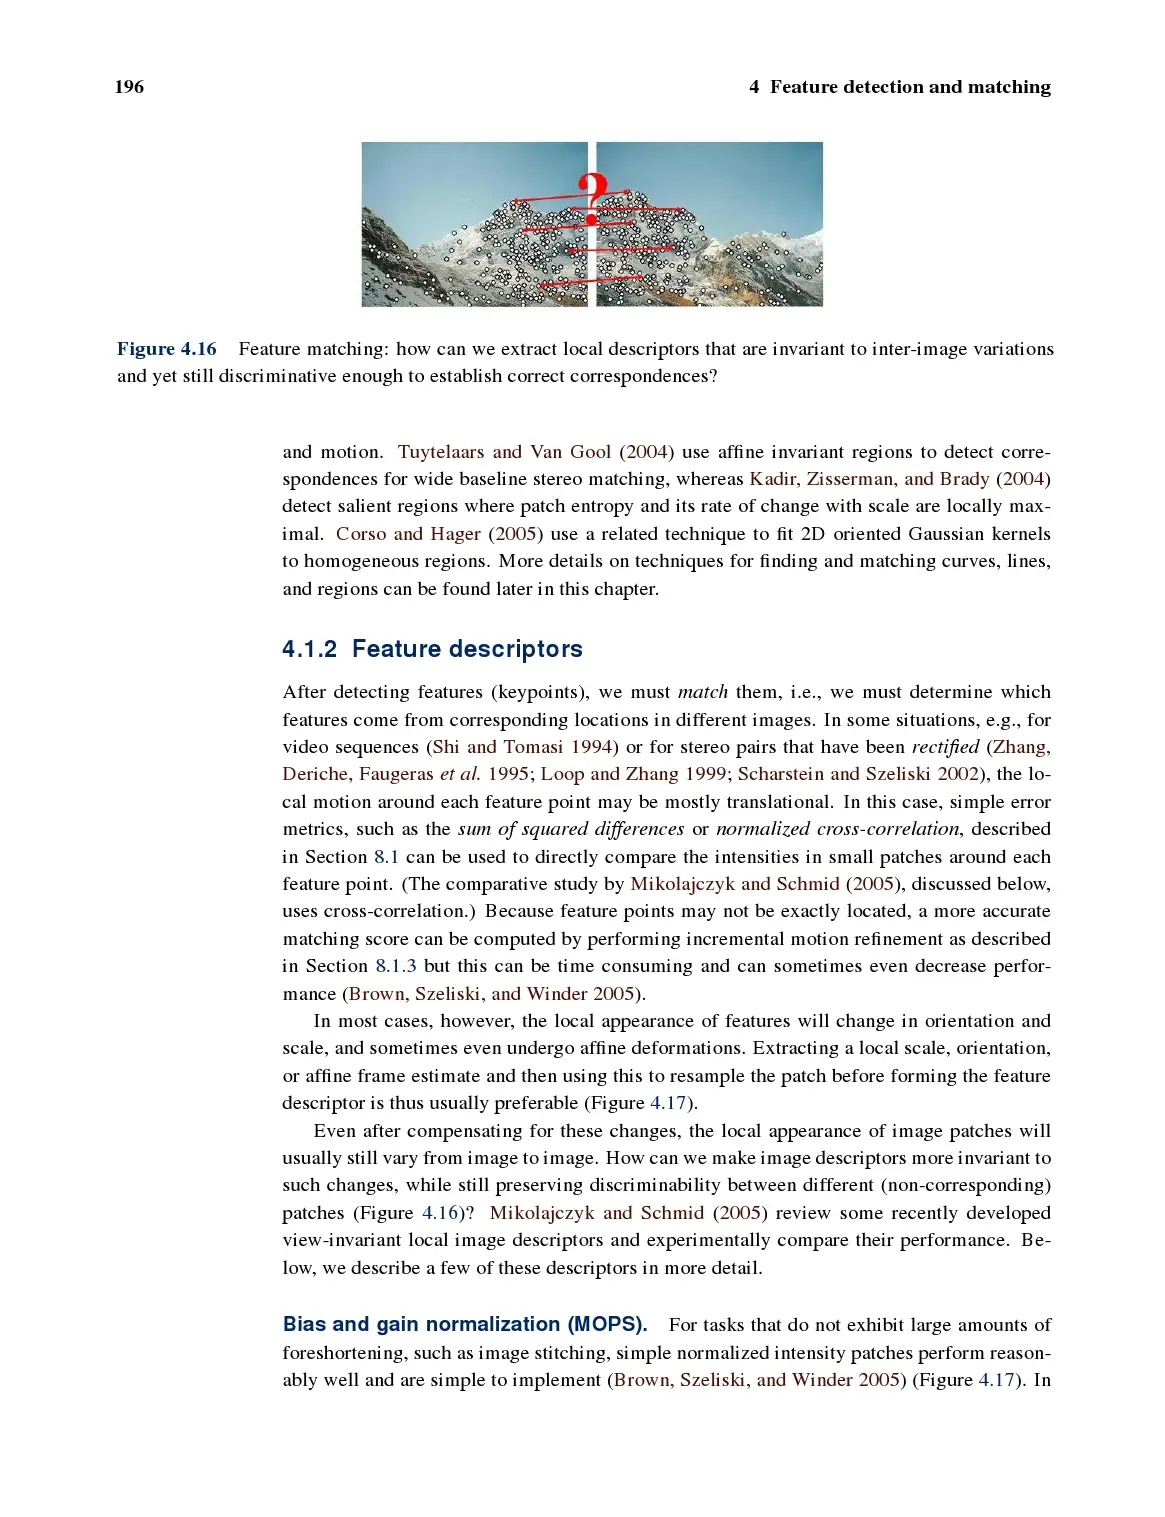 196
4 Feature detection and matching
?
Figure 4.16 Feature matching: how can we extract local descriptors that are invariant to inter-image variations
and yet still discriminative enough to establish correct correspondences?
and motion. Tuytelaars and Van Gool (2004) use affine invariant regions to detect corre-
spondences for wide baseline stereo matching, whereas Kadir, Zisserman, and Brady (2004)
detect salient regions where patch entropy and its rate of change with scale are locally max-
imal. Corso and Hager (2005) use a related technique to fit 2D oriented Gaussian kernels
to homogeneous regions. More details on techniques for finding and matching curves, lines,
and regions can be found later in this chapter.
4.1.2 Feature descriptors
After detecting features (keypoints), we must match them, i.e., we must determine which
features come from corresponding locations in different images. In some situations, e.g., for
video sequences (Shi and Tomasi 1994) or for stereo pairs that have been rectified (Zhang,
Deriche, Faugeras et al. 1995; Loop and Zhang 1999; Scharstein and Szeliski 2002), the lo-
cal motion around each feature point may be mostly translational. In this case, simple error
metrics, such as the sum of squared differences or normalized cross-correlation, described
in Section 8.1 can be used to directly compare the intensities in small patches around each
feature point. (The comparative study by Mikolajczyk and Schmid (2005), discussed below,
uses cross-correlation.) Because feature points may not be exactly located, a more accurate
matching score can be computed by performing incremental motion refinement as described
in Section 8.1.3 but this can be time consuming and can sometimes even decrease perfor-
mance (Brown, Szeliski, and Winder 2005).
In most cases, however, the local appearance of features will change in orientation and
scale, and sometimes even undergo affine deformations. Extracting a local scale, orientation,
or affine frame estimate and then using this to resample the patch before forming the feature
descriptor is thus usually preferable (Figure 4.17).
Even after compensating for these changes, the local appearance of image patches will
usually still vary from image to image. How can we make image descriptors more invariant to
such changes, while still preserving discriminability between different (non-corresponding)
patches (Figure 4.16)? Mikolajczyk and Schmid (2005) review some recently developed
view-invariant local image descriptors and experimentally compare their performance. Be-
low, we describe a few of these descriptors in more detail.
Bias and gain normalization (MOPS). For tasks that do not exhibit large amounts of
foreshortening, such as image stitching, simple normalized intensity patches perform reason-
ably well and are simple to implement (Brown, Szeliski, and Winder 2005) (Figure 4.17). In